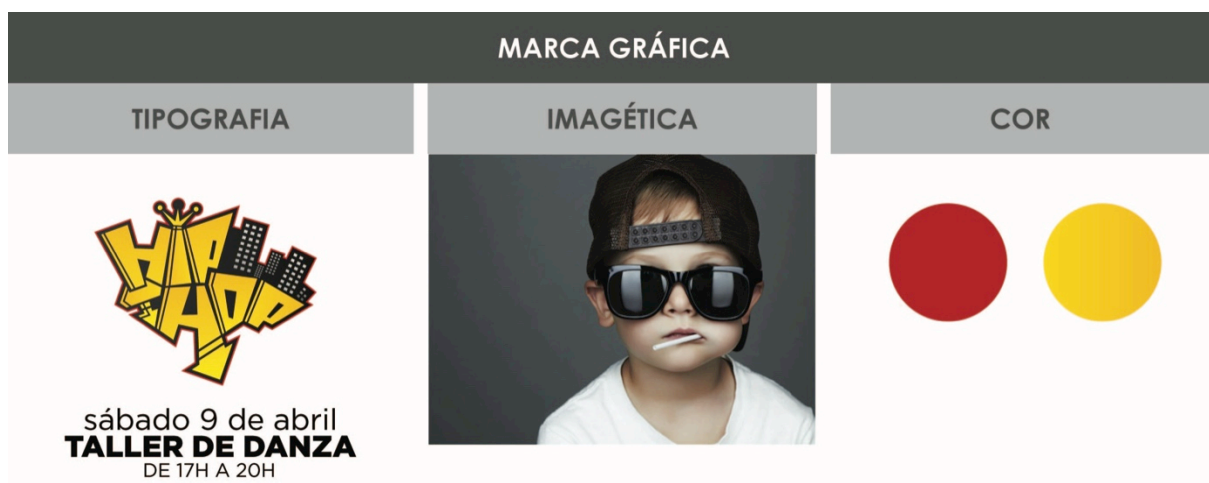 MARCA GRÁFICA
TIPOGRAFIA
IMAGÉTICA
COR
HIP
HOP
sábado 9 de abril
TALLER DE DANZA
DE 17H A 20H